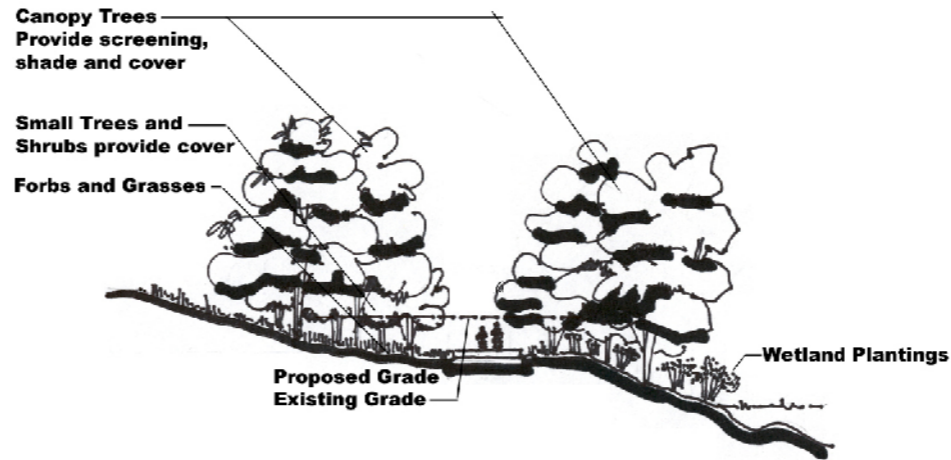 Canopy Trees
Provide screening,
shade and cover
Small Trees and
Shrubs provide cover
Forbs and Grasses
Wetland Plantings
Proposed Grade
Existing Grade